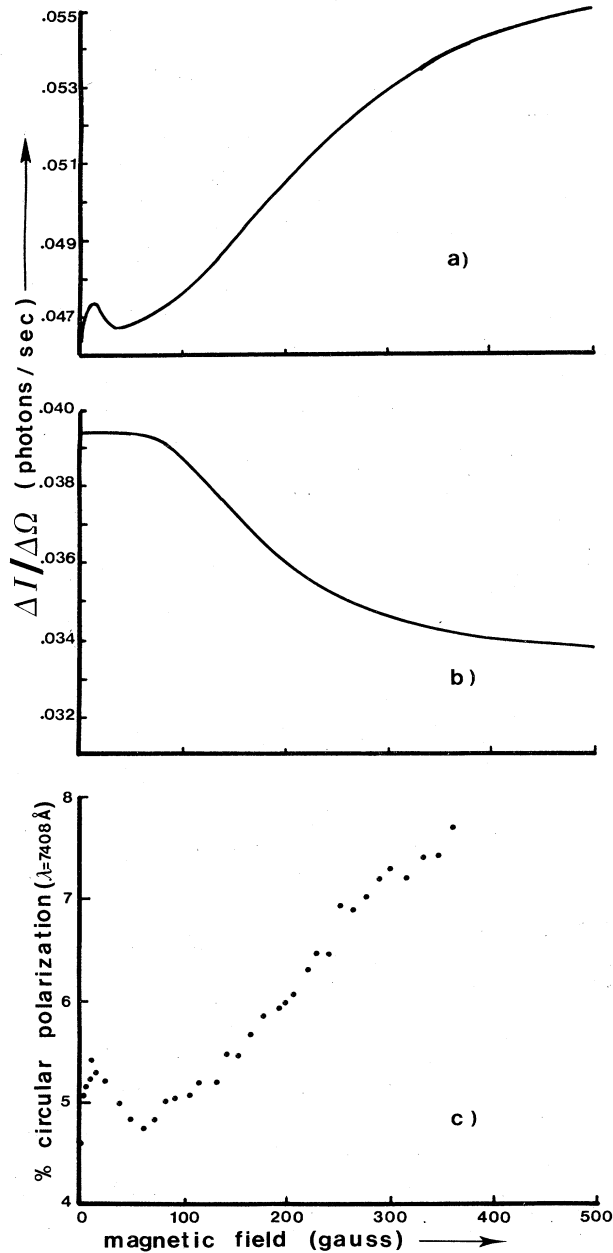 .055
.053
.051
.049
.047
a)
ΔI/ΔΩ (photons/sec)
.040
.038
.036
.034
.032
b)
8
7
6
5
4
% circular polarization (λ=7408Å)
c)
0 100 200 300 400 500
magnetic field (gauss)